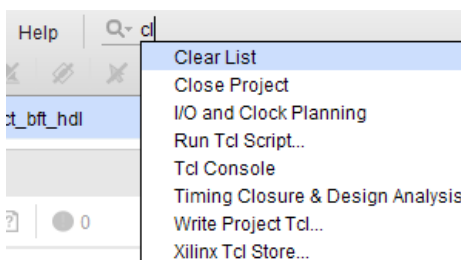 Help cl
Clear List
Close Project
ct_bft_hdl
I/O and Clock Planning
Run Tcl Script...
Tcl Console
Timing Closure & Design Analysis
? 0
Write Project Tcl...
Xilinx Tcl Store...